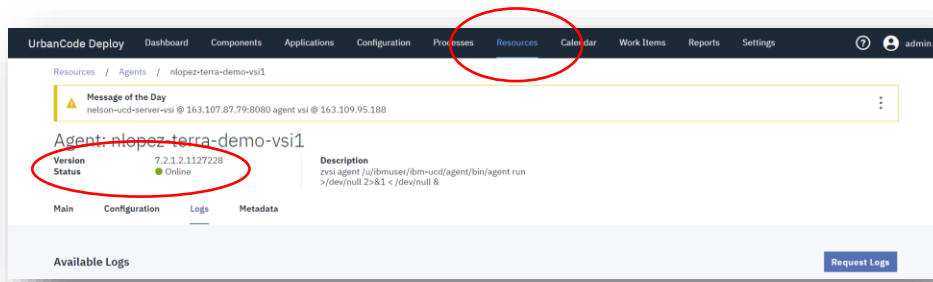 UrbanCode Deploy Dashboard Components Applications Configuration Processes Resources Calendar Work Items Reports Settings ? admin
Resources / Agents / nlopez-terra-demo-vsi1
Message of the Day
nelson-ucd-server-vsi @ 163.107.87.79:8080 agent vsi @ 163.109.95.188
Agent: nlopez-terra-demo-vsi1
Version 7.2.1.2.1127228 Description
Status Online zvsi agent /u/ibmuser/ibm-ucd/agent/bin/agent run
>/dev/null 2>&1 < /dev/null &
Main Configuration Logs Metadata
Available Logs Request Logs